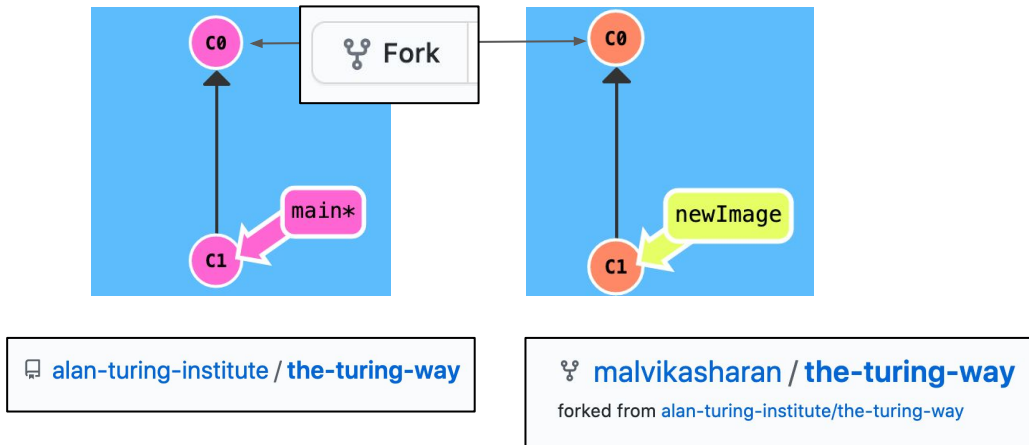 C0
Fork
C0
main*
newImage
C1
C1
alan-turing-institute / the-turing-way
malvikasharan / the-turing-way
forked from alan-turing-institute/the-turing-way